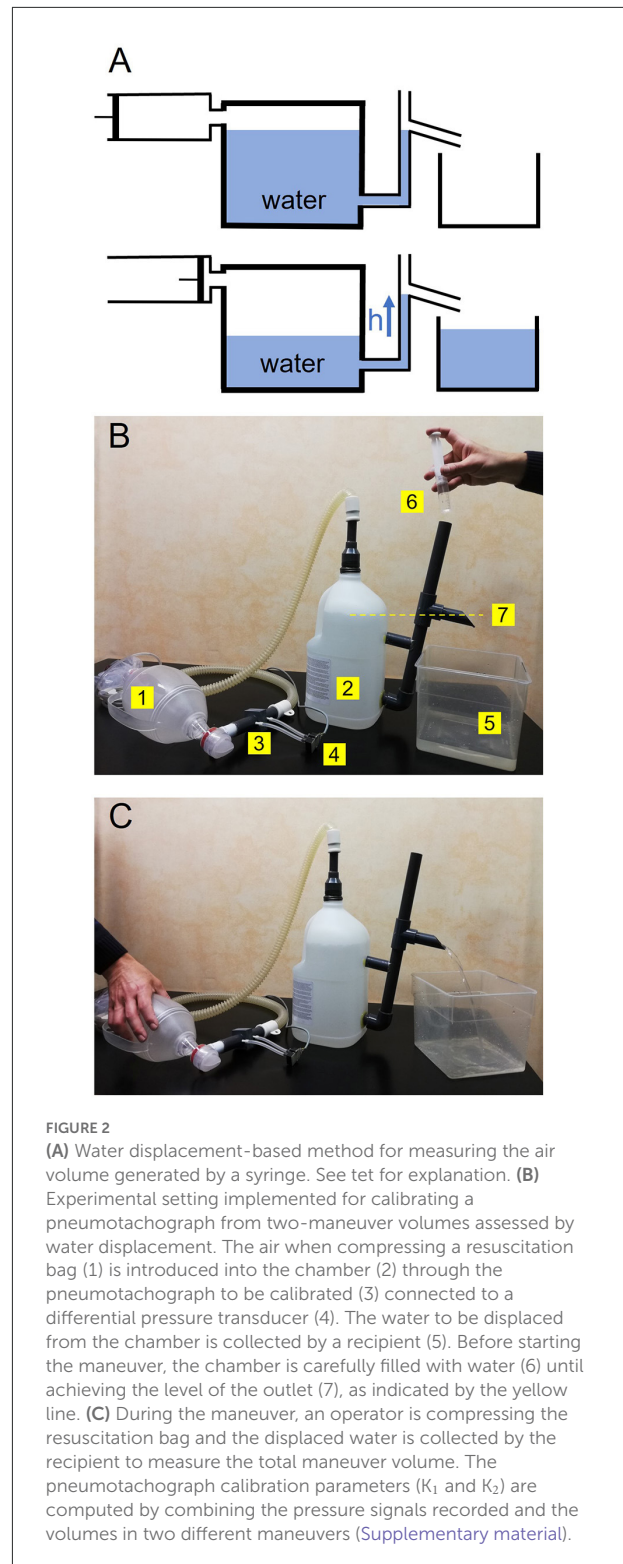 A
water
water
h
B
6
7
1
2
3
4
5
C
FIGURE 2
(A) Water displacement-based method for measuring the air
volume generated by a syringe. See tet for explanation. (B)
Experimental setting implemented for calibrating a
pneumotachograph from two-maneuver volumes assessed by
water displacement. The air when compressing a resuscitation
bag (1) is introduced into the chamber (2) through the
pneumotachograph to be calibrated (3) connected to a
differential pressure transducer (4). The water to be displaced
from the chamber is collected by a recipient (5). Before starting
the maneuver, the chamber is carefully filled with water (6) until
achieving the level of the outlet (7), as indicated by the yellow
line. (C) During the maneuver, an operator is compressing the
resuscitation bag and the displaced water is collected by the
recipient to measure the total maneuver volume. The
pneumotachograph calibration parameters (K₁ and K₂) are
computed by combining the pressure signals recorded and the
volumes in two different maneuvers (Supplementary material).